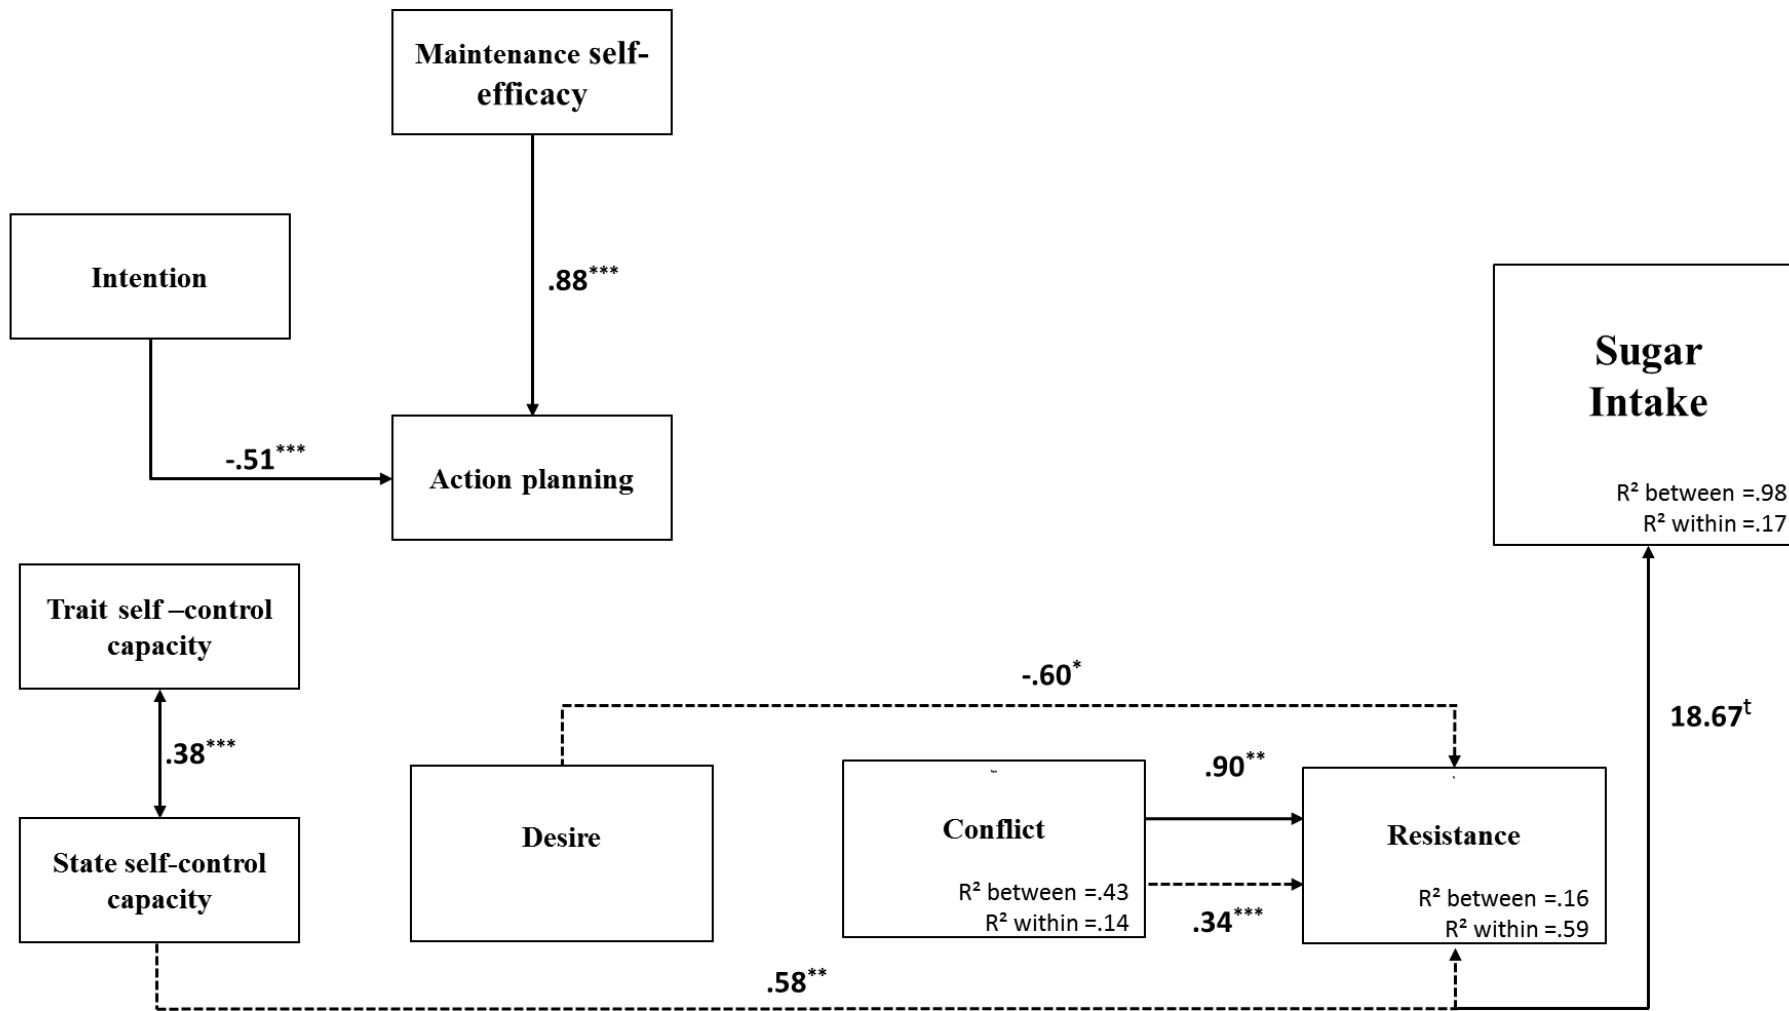 Maintenance self-
efficacy
Intention
.88***
Sugar
Intake
-.51***
Action planning
R² between =.98
R² within =.17
Trait self –control
capacity
-.60*
18.67t
.38***
.90**
Desire
Conflict
Resistance
State self-control
capacity
R² between =.43
R² within =.14
.34***
R² between =.16
R² within =.59
.58**